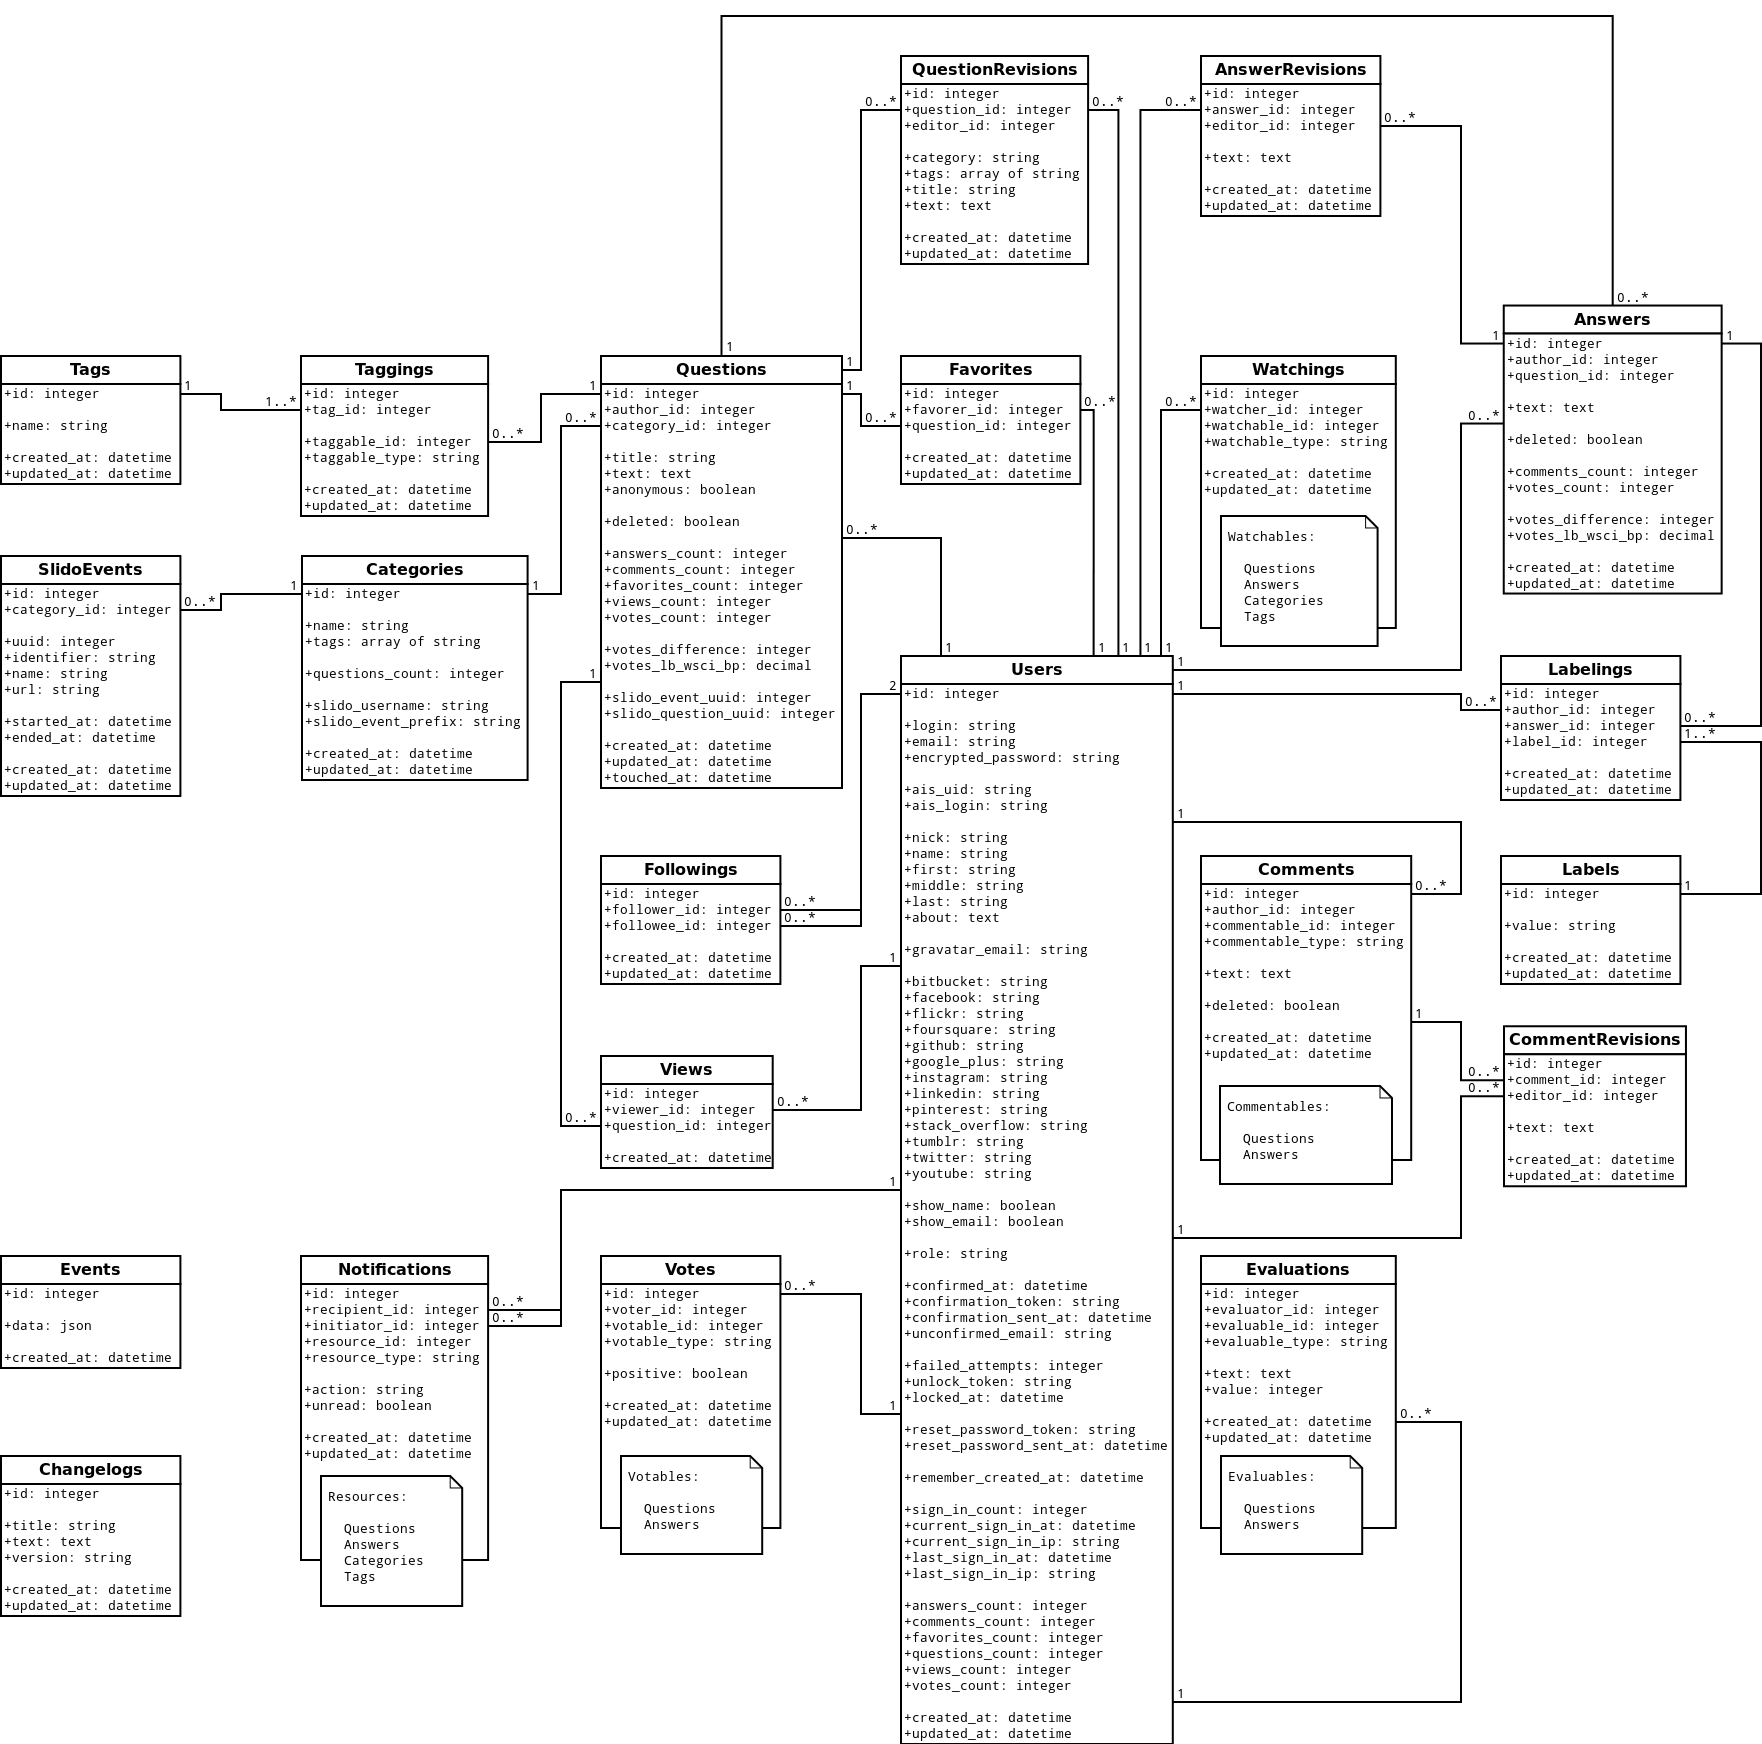 QuestionRevisions
+id: integer
+question_id: integer
+editor_id: integer
+category: string
+tags: array of string
+title: string
+text: text
+created_at: datetime
+updated_at: datetime
0..*
0..*
AnswerRevisions
+id: integer
+answer_id: integer
+editor_id: integer
+text: text
+created_at: datetime
+updated_at: datetime
0..*
0..*
Answers
+id: integer
+author_id: integer
+question_id: integer
+text: text
+deleted: boolean
+comments_count: integer
+votes_count: integer
+votes_difference: integer
+votes_lb_wsci_bp: decimal
+created_at: datetime
+updated_at: datetime
0..*
1
1
0..*
Tags
+id: integer
+name: string
+created_at: datetime
+updated_at: datetime
1
1..*
Taggings
+id: integer
+tag_id: integer
+taggable_id: integer
+taggable_type: string
+created_at: datetime
+updated_at: datetime
0..*
1
0..*
1
Questions
+id: integer
+author_id: integer
+category_id: integer
+title: string
+text: text
+anonymous: boolean
+deleted: boolean
+answers_count: integer
+comments_count: integer
+favorites_count: integer
+views_count: integer
+votes_count: integer
+votes_difference: integer
+votes_lb_wsci_bp: decimal
+slido_event_uuid: integer
+slido_question_uuid: integer
+created_at: datetime
+updated_at: datetime
+touched_at: datetime
1
1
0..*
0..*
1
Favorites
+id: integer
+favorer_id: integer
+question_id: integer
+created_at: datetime
+updated_at: datetime
0..*
0..*
Watchings
+id: integer
+watcher_id: integer
+watchable_id: integer
+watchable_type: string
+created_at: datetime
+updated_at: datetime
Watchables:
Questions
Answers
Categories
Tags
SlidoEvents
+id: integer
+category_id: integer
+uuid: integer
+identifier: string
+name: string
+url: string
+started_at: datetime
+ended_at: datetime
+created_at: datetime
+updated_at: datetime
0..*
1
Categories
+id: integer
+name: string
+tags: array of string
+questions_count: integer
+slido_username: string
+slido_event_prefix: string
+created_at: datetime
+updated_at: datetime
1
1
1
1
1
1
Users
+id: integer
+login: string
+email: string
+encrypted_password: string
+ais_uid: string
+ais_login: string
+nick: string
+name: string
+first: string
+middle: string
+last: string
+about: text
+gravatar_email: string
+bitbucket: string
+facebook: string
+flickr: string
+foursquare: string
+github: string
+google_plus: string
+instagram: string
+linkedin: string
+pinterest: string
+stack_overflow: string
+tumblr: string
+twitter: string
+youtube: string
+show_name: boolean
+show_email: boolean
+role: string
+confirmed_at: datetime
+confirmation_token: string
+confirmation_sent_at: datetime
+unconfirmed_email: string
+failed_attempts: integer
+unlock_token: string
+locked_at: datetime
+reset_password_token: string
+reset_password_sent_at: datetime
+remember_created_at: datetime
+sign_in_count: integer
+current_sign_in_at: datetime
+current_sign_in_ip: string
+last_sign_in_at: datetime
+last_sign_in_ip: string
+answers_count: integer
+comments_count: integer
+favorites_count: integer
+questions_count: integer
+views_count: integer
+votes_count: integer
+created_at: datetime
+updated_at: datetime
2
1
1
1
1
1
1
1
1
Labelings
+id: integer
+author_id: integer
+answer_id: integer
+label_id: integer
+created_at: datetime
+updated_at: datetime
0..*
0..*
1..*
Followings
+id: integer
+follower_id: integer
+followee_id: integer
+created_at: datetime
+updated_at: datetime
0..*
0..*
Comments
+id: integer
+author_id: integer
+commentable_id: integer
+commentable_type: string
+text: text
+deleted: boolean
+created_at: datetime
+updated_at: datetime
Commentables:
Questions
Answers
0..*
1
Labels
+id: integer
+value: string
+created_at: datetime
+updated_at: datetime
1
CommentRevisions
+id: integer
+comment_id: integer
+editor_id: integer
+text: text
+created_at: datetime
+updated_at: datetime
0..*
0..*
Views
+id: integer
+viewer_id: integer
+question_id: integer
+created_at: datetime
0..*
0..*
Events
+id: integer
+data: json
+created_at: datetime
Notifications
+id: integer
+recipient_id: integer
+initiator_id: integer
+resource_id: integer
+resource_type: string
+action: string
+unread: boolean
+created_at: datetime
+updated_at: datetime
Resources:
Questions
Answers
Categories
Tags
0..*
0..*
Votes
+id: integer
+voter_id: integer
+votable_id: integer
+votable_type: string
+positive: boolean
+created_at: datetime
+updated_at: datetime
Votables:
Questions
Answers
0..*
Evaluations
+id: integer
+evaluator_id: integer
+evaluable_id: integer
+evaluable_type: string
+text: text
+value: integer
+created_at: datetime
+updated_at: datetime
Evaluables:
Questions
Answers
0..*
Changelogs
+id: integer
+title: string
+text: text
+version: string
+created_at: datetime
+updated_at: datetime